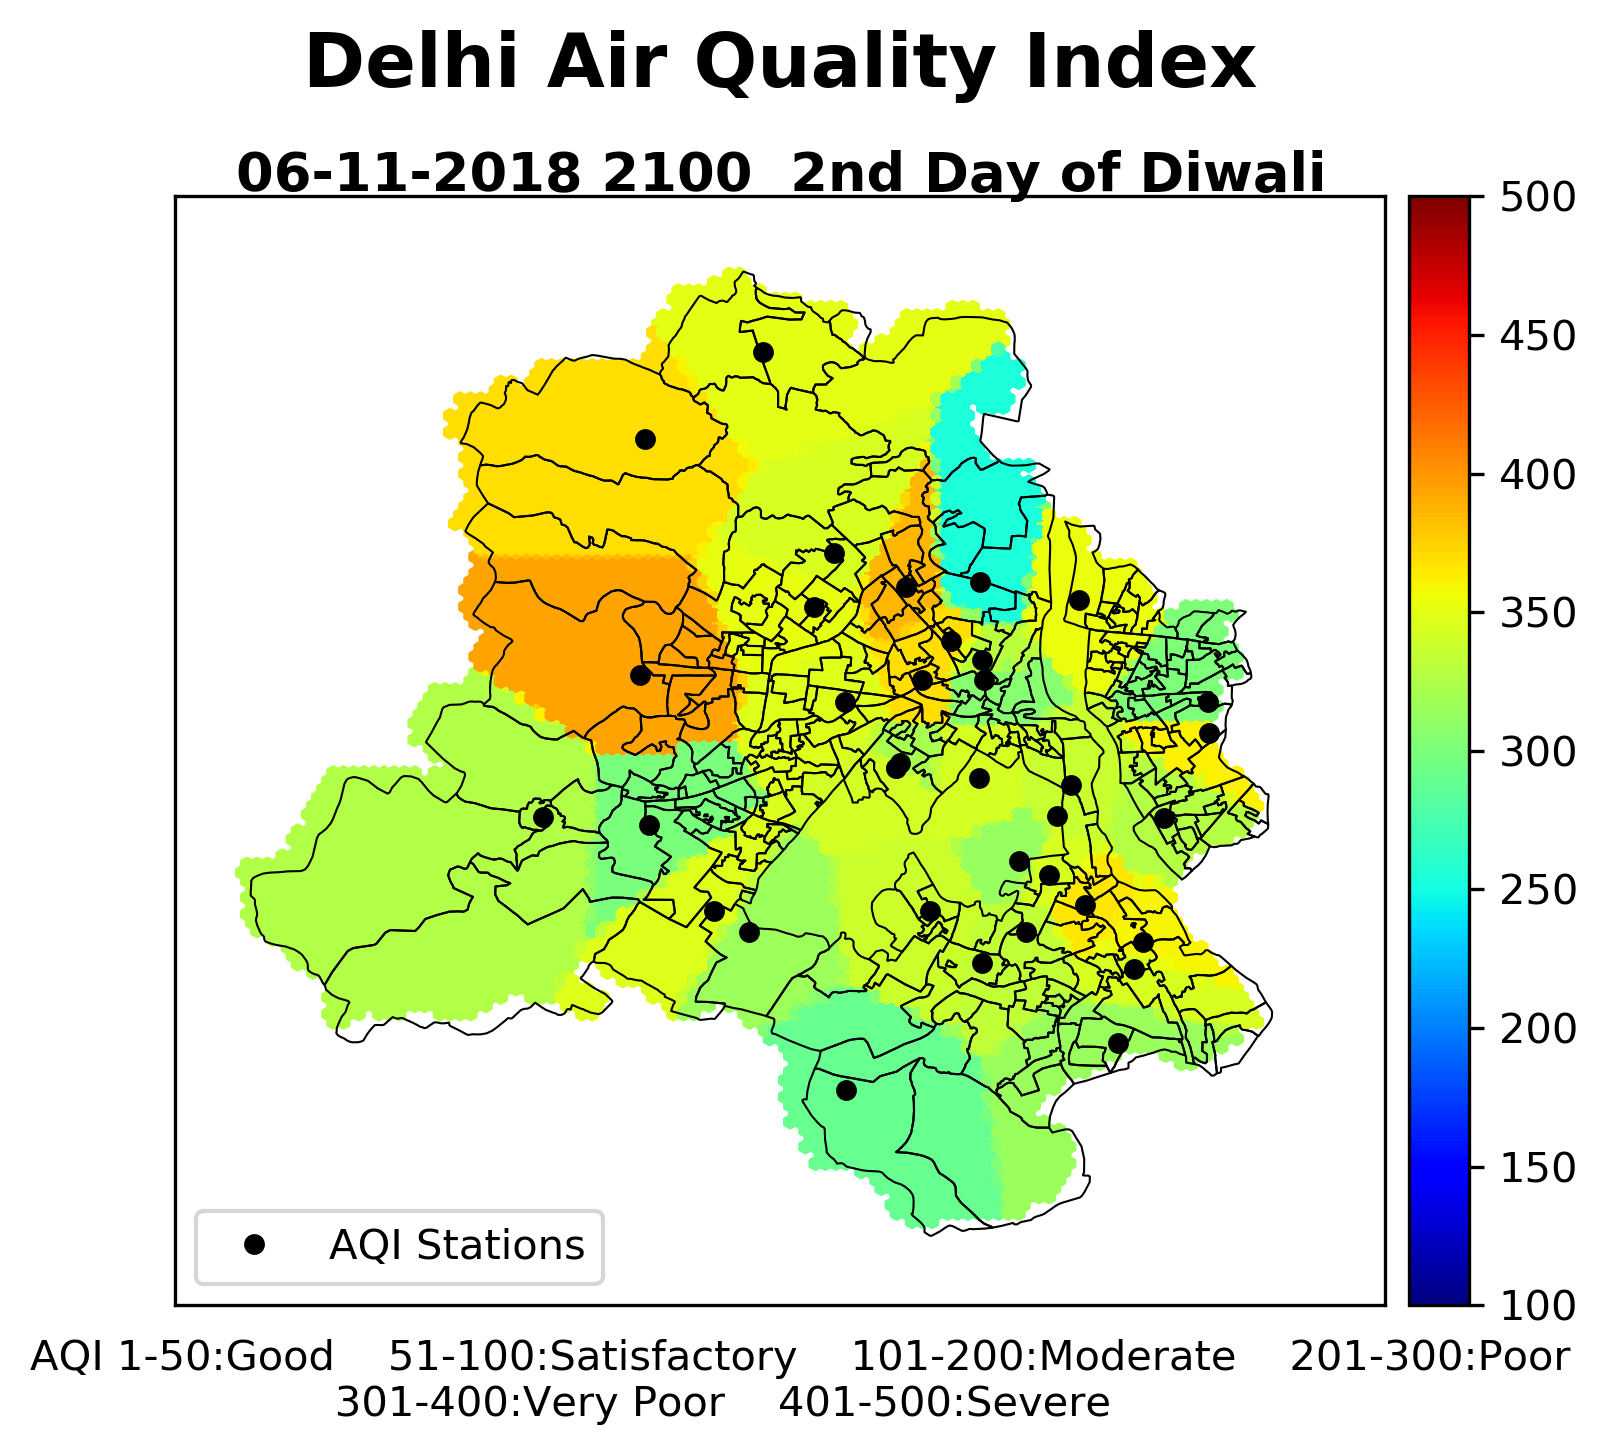 Delhi Air Quality Index
06-11-2018 2100 2nd Day of Diwali
500
450
400
350
300
250
200
150
100
AQI Stations
AQI 1-50:Good 51-100:Satisfactory 101-200:Moderate 201-300:Poor
301-400:Very Poor 401-500:Severe